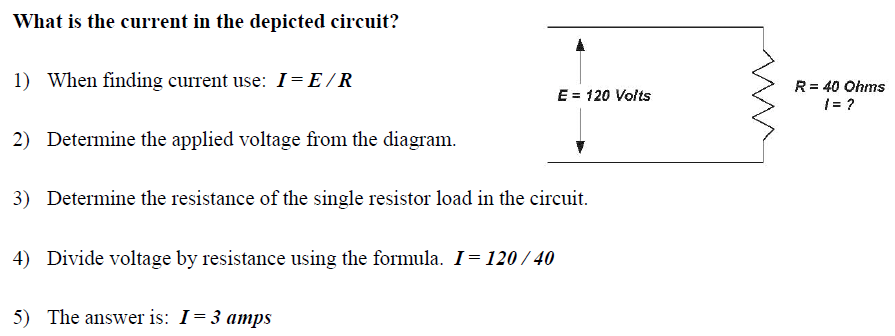 What is the current in the depicted circuit?
1) When finding current use: I = E / R
E = 120 Volts
R = 40 Ohms
I = ?
2) Determine the applied voltage from the diagram.
3) Determine the resistance of the single resistor load in the circuit.
4) Divide voltage by resistance using the formula. I = 120 / 40
5) The answer is: I = 3 amps